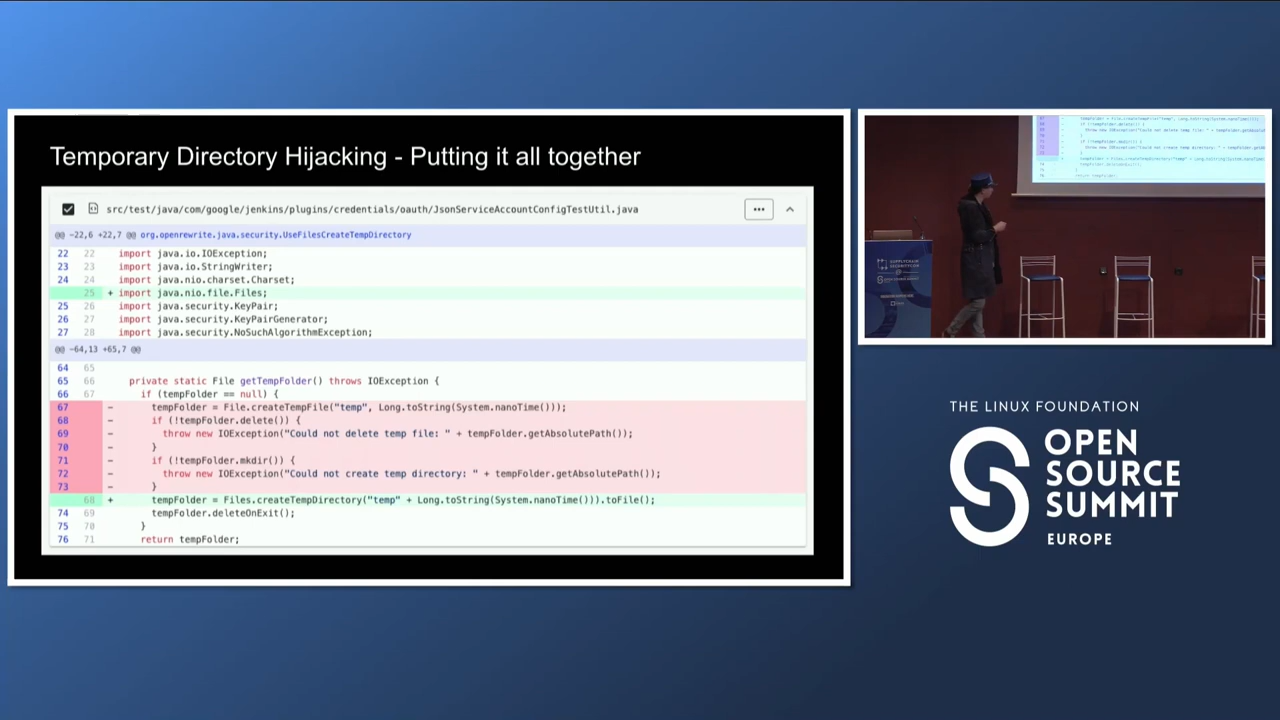 Temporary Directory Hijacking - Putting it all together
src/test/java/com/google/jenkins/plugins/credentials/oauth/JsonServiceAccountConfigTestUtil.java
@@ -22,6 +22,7 @@ org.openrewrite.java.security.UseFilesCreateTempDirectory
22 22 import java.io.IOException;
23 23 import java.io.StringWriter;
24 24 import java.nio.charset.Charset;
25 + import java.nio.file.Files;
25 26 import java.security.KeyPair;
26 27 import java.security.KeyPairGenerator;
27 28 import java.security.NoSuchAlgorithmException;
@@ -64,13 +65,7 @@
64 65
65 66 private static File getTempFolder() throws IOException {
66 67 if (tempFolder == null) {
67 - tempFolder = File.createTempFile("temp", Long.toString(System.nanoTime()));
68 - if (!tempFolder.delete()) {
69 - throw new IOException("Could not delete temp file: " + tempFolder.getAbsolutePath());
70 - }
71 - if (!tempFolder.mkdir()) {
72 - throw new IOException("Could not create temp directory: " + tempFolder.getAbsolutePath());
73 - }
68 + tempFolder = Files.createTempDirectory("temp" + Long.toString(System.nanoTime())).toFile();
74 69 tempFolder.deleteOnExit();
75 70 }
76 71 return tempFolder;
THE LINUX FOUNDATION
OPEN
SOURCE
SUMMIT
EUROPE